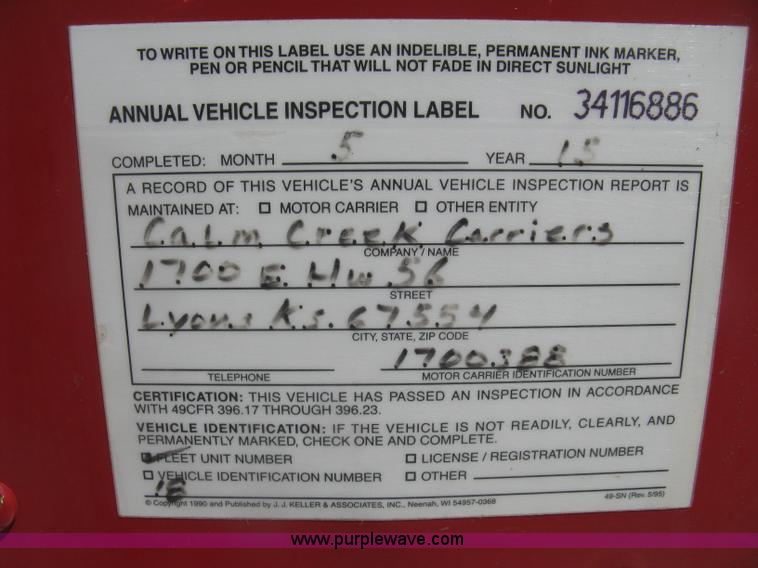 TO WRITE ON THIS LABEL USE AN INDELIBLE, PERMANENT INK MARKER,
PEN OR PENCIL THAT WILL NOT FADE IN DIRECT SUNLIGHT
ANNUAL VEHICLE INSPECTION LABEL NO. 34116886
COMPLETED: MONTH 5 YEAR 15
A RECORD OF THIS VEHICLE'S ANNUAL VEHICLE INSPECTION REPORT IS
MAINTAINED AT: ☐ MOTOR CARRIER ☐ OTHER ENTITY
Calm Creek Carriers
COMPANY / NAME
1700 E. Hw 56
STREET
Lyons Ks. 67554
CITY, STATE, ZIP CODE
1700388
TELEPHONE MOTOR CARRIER IDENTIFICATION NUMBER
CERTIFICATION: THIS VEHICLE HAS PASSED AN INSPECTION IN ACCORDANCE
WITH 49CFR 396.17 THROUGH 396.23.
VEHICLE IDENTIFICATION: IF THE VEHICLE IS NOT READILY, CLEARLY, AND
PERMANENTLY MARKED, CHECK ONE AND COMPLETE.
☑ FLEET UNIT NUMBER ☐ LICENSE / REGISTRATION NUMBER
☐ VEHICLE IDENTIFICATION NUMBER ☐ OTHER
18
© Copyright 1990 and Published by J. J. KELLER & ASSOCIATES, INC., Neenah, WI 54957-0368 49-SN (Rev. 5/95)
www.purplewave.com